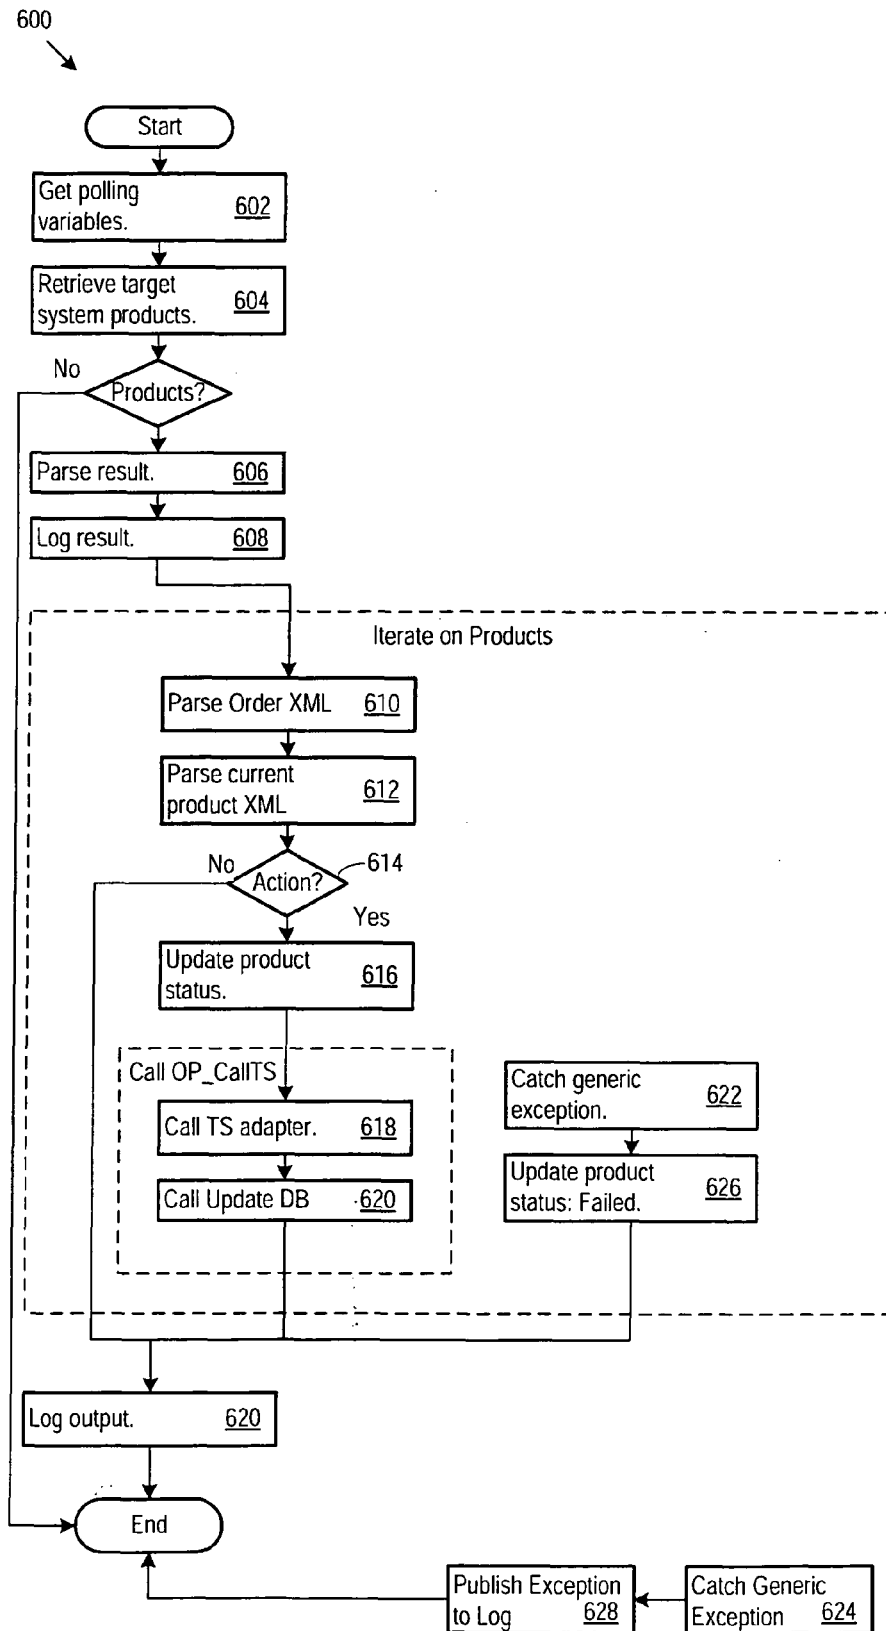 600
Start
Get polling
variables. 602
Retrieve target
system products. 604
No
Products?
Parse result. 606
Log result. 608
Iterate on Products
Parse Order XML 610
Parse current
product XML 612
No
Action?
614
Yes
Update product
status. 616
Call OP_CallTS
Call TS adapter. 618
Call Update DB 620
Catch generic
exception. 622
Update product
status: Failed. 626
Log output. 620
End
Publish Exception
to Log 628
Catch Generic
Exception 624